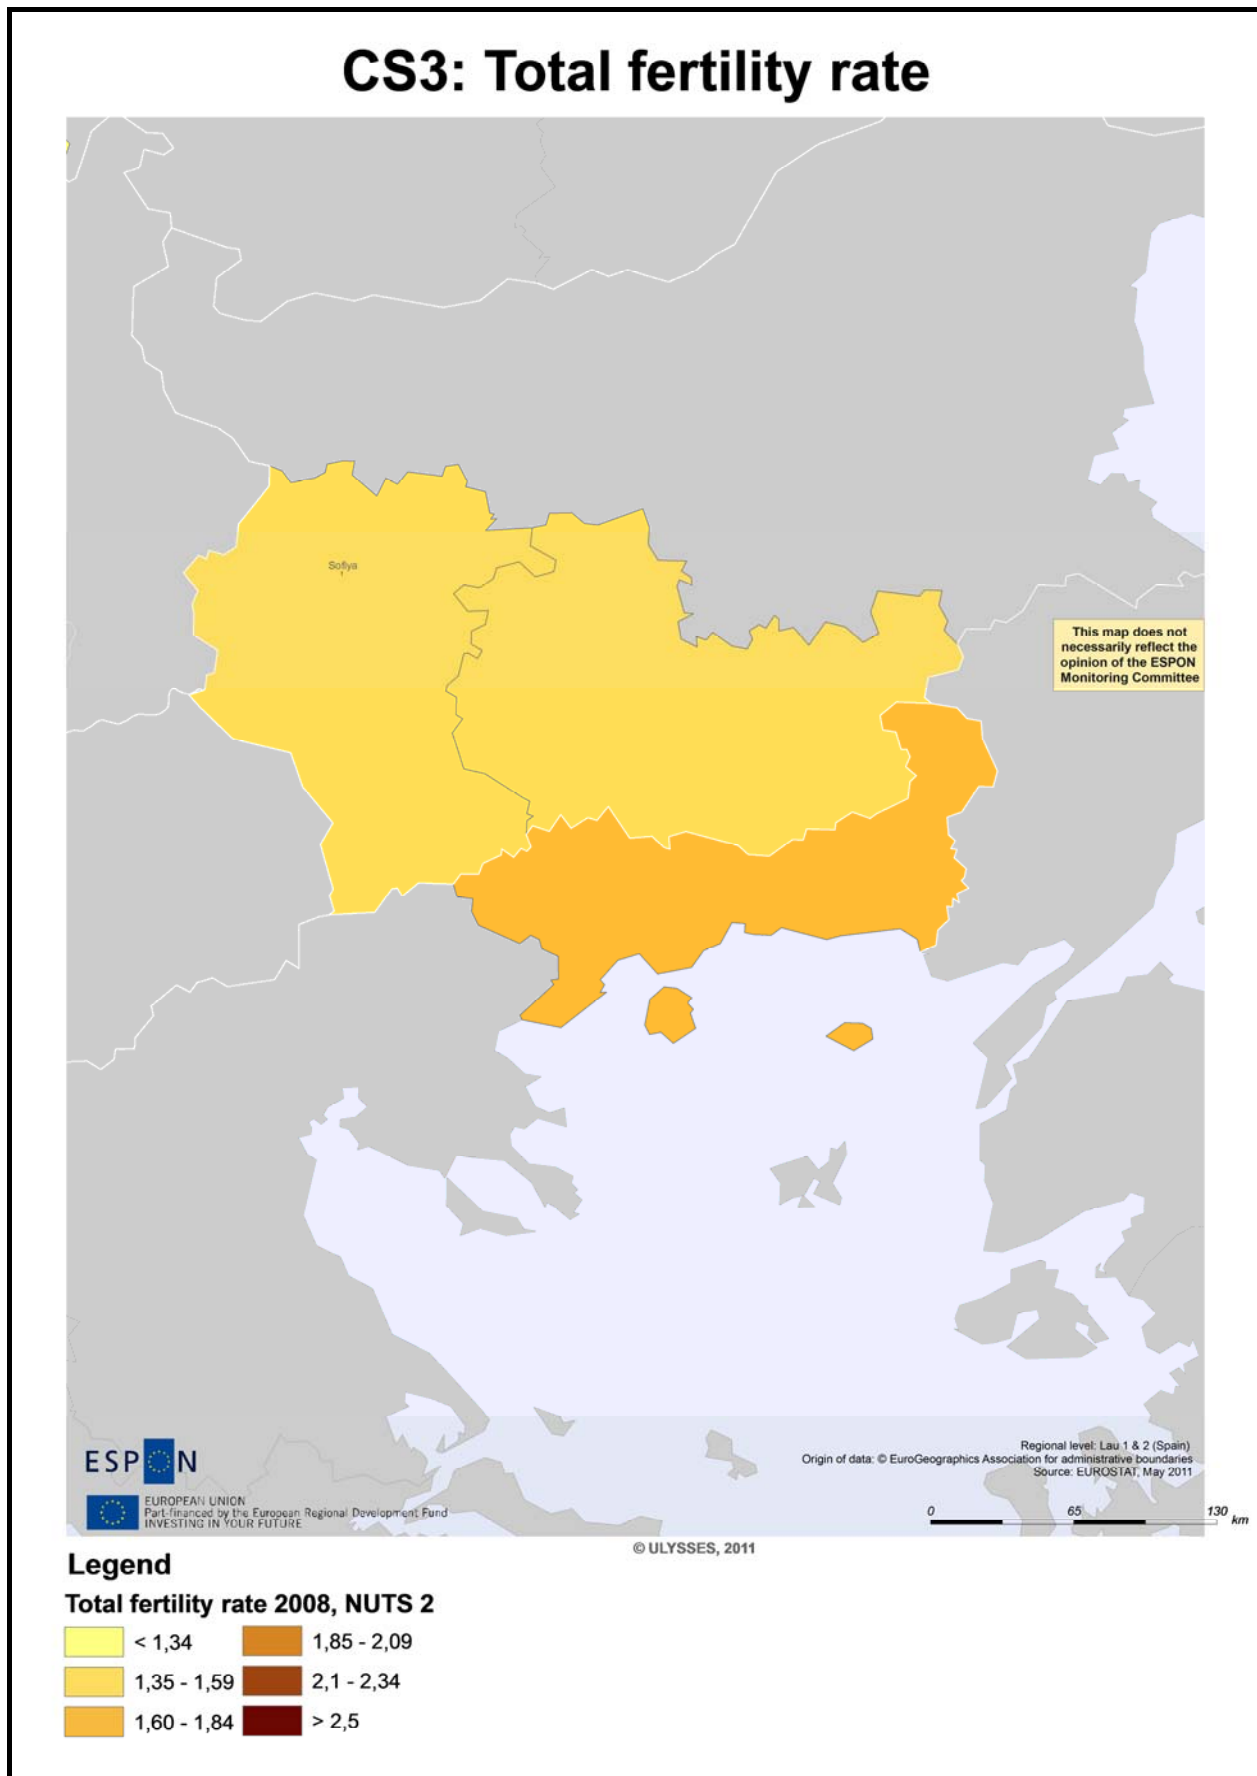 CS3: Total fertility rate
Sofiya
This map does not
necessarily reflect the
opinion of the ESPON
Monitoring Committee
ESPON
EUROPEAN UNION
Part-financed by the European Regional Development Fund
INVESTING IN YOUR FUTURE
Regional level: Lau 1 & 2 (Spain)
Origin of data: © EuroGeographics Association for administrative boundaries
Source: EUROSTAT, May 2011
0 65 130 km
© ULYSSES, 2011
Legend
Total fertility rate 2008, NUTS 2
< 1,34
1,35 - 1,59
1,60 - 1,84
1,85 - 2,09
2,1 - 2,34
> 2,5